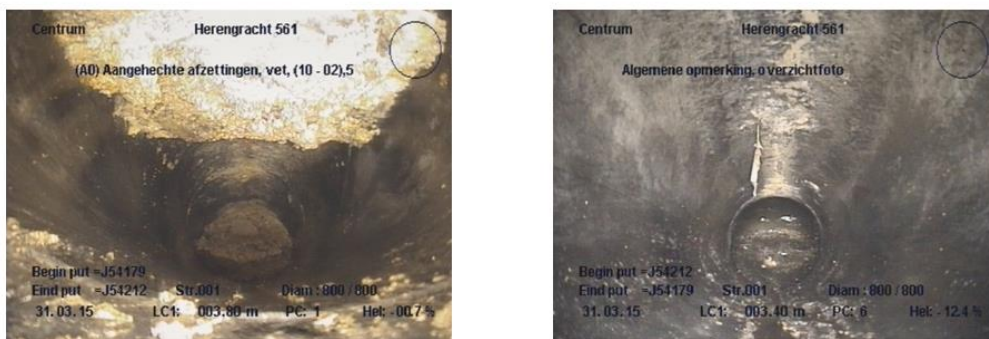 Centrum Herengracht 561
(A0) Aangehechte afzettingen, vet, (10 - 02),5
Begin put =J54179
Eind put =J54212 Str.001 Diam : 800 / 800
31. 03. 15 LC1: 003.80 m PC: 1 Hel: - 00.7 %
Centrum Herengracht 561
Algemene opmerking, overzichtfoto
Begin put =J54212
Eind put =J54179 Str.001 Diam : 800 / 800
31. 03. 15 LC1: 003.40 m PC: 6 Hel: - 12.4 %